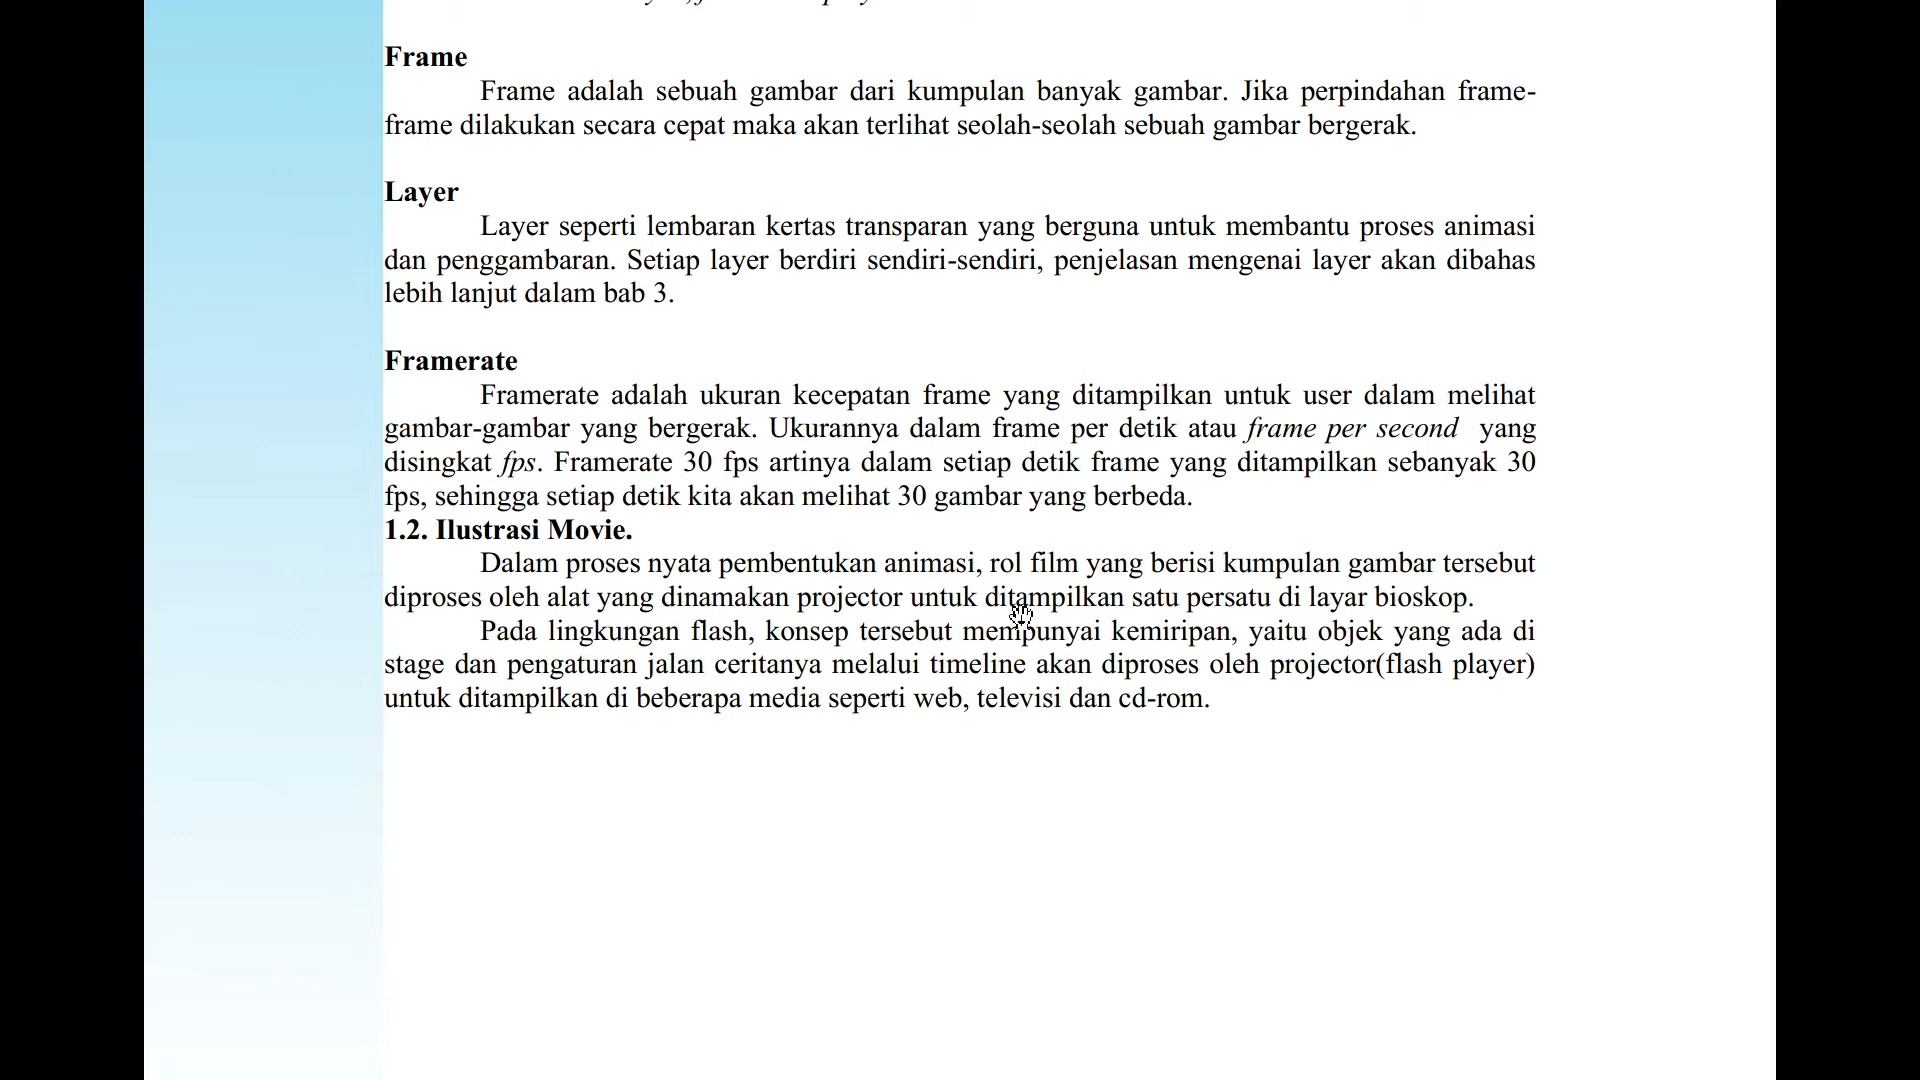 Frame
Frame adalah sebuah gambar dari kumpulan banyak gambar. Jika perpindahan frame-
frame dilakukan secara cepat maka akan terlihat seolah-seolah sebuah gambar bergerak.
Layer
Layer seperti lembaran kertas transparan yang berguna untuk membantu proses animasi
dan penggambaran. Setiap layer berdiri sendiri-sendiri, penjelasan mengenai layer akan dibahas
lebih lanjut dalam bab 3.
Framerate
Framerate adalah ukuran kecepatan frame yang ditampilkan untuk user dalam melihat
gambar-gambar yang bergerak. Ukurannya dalam frame per detik atau frame per second yang
disingkat fps. Framerate 30 fps artinya dalam setiap detik frame yang ditampilkan sebanyak 30
fps, sehingga setiap detik kita akan melihat 30 gambar yang berbeda.
1.2. Ilustrasi Movie.
Dalam proses nyata pembentukan animasi, rol film yang berisi kumpulan gambar tersebut
diproses oleh alat yang dinamakan projector untuk ditampilkan satu persatu di layar bioskop.
Pada lingkungan flash, konsep tersebut mempunyai kemiripan, yaitu objek yang ada di
stage dan pengaturan jalan ceritanya melalui timeline akan diproses oleh projector(flash player)
untuk ditampilkan di beberapa media seperti web, televisi dan cd-rom.